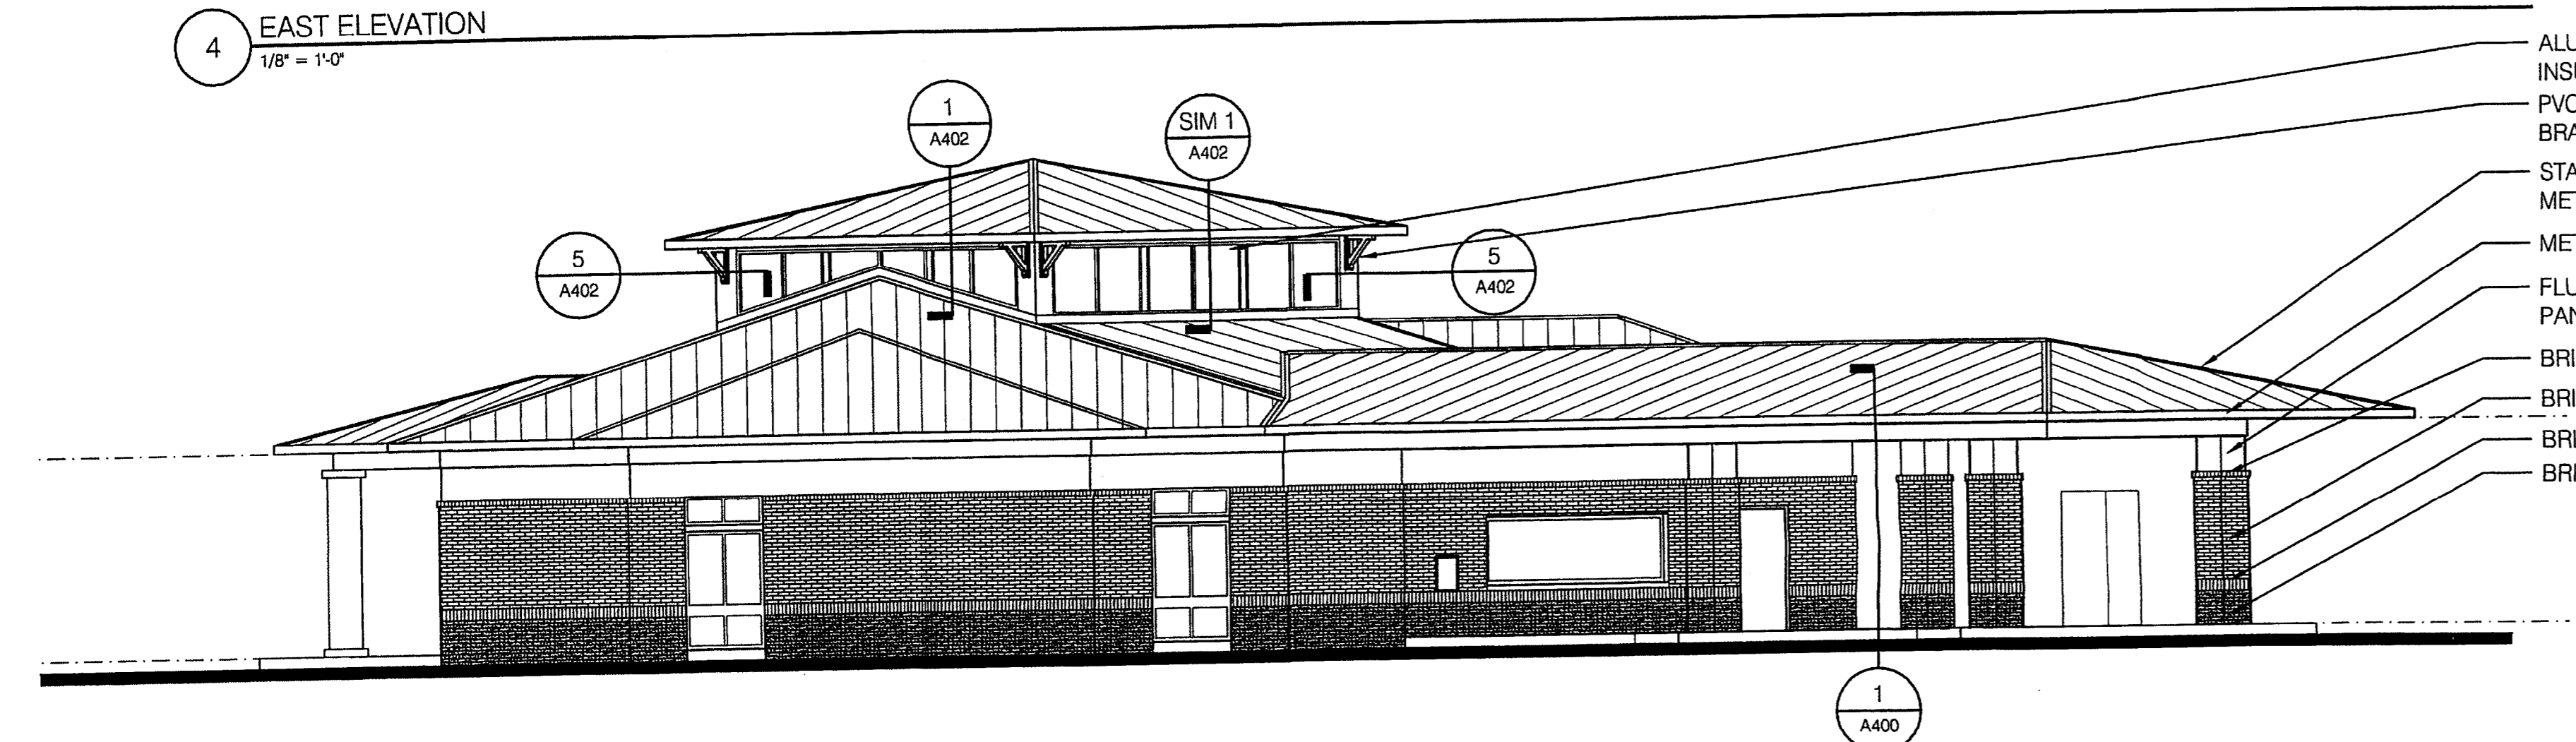 4
EAST ELEVATION
1/8" = 1'-0"
1
A402
SIM 1
A402
5
A402
5
A402
1
A400
ALU
INSU
PVC
BRA
STA
MET
MET
FLU
PAN
BRI
BRI
BRI
BRI